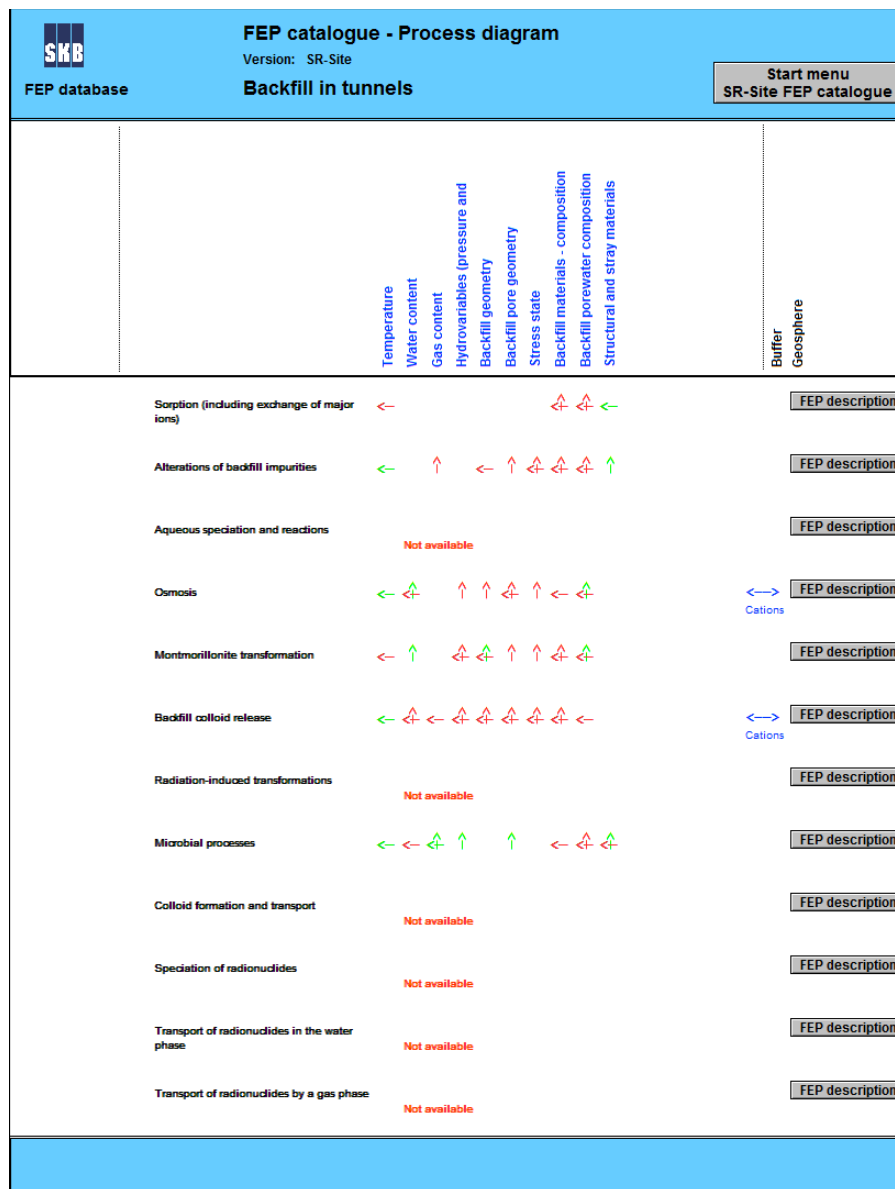 SKB
FEP database
FEP catalogue - Process diagram
Version: SR-Site
Backfill in tunnels
Start menu
SR-Site FEP catalogue
Temperature
Water content
Gas content
Hydrovariables (pressure and
Backfill geometry
Backfill pore geometry
Stress state
Backfill materials - composition
Backfill porewater composition
Structural and stray materials
Buffer
Geosphere
Sorption (including exchange of major
ions)
FEP description
Alterations of backfill impurities
FEP description
Aqueous speciation and reactions
Not available
FEP description
Osmosis
Cations
FEP description
Montmorillonite transformation
FEP description
Backfill colloid release
Cations
FEP description
Radiation-induced transformations
Not available
FEP description
Microbial processes
FEP description
Colloid formation and transport
Not available
FEP description
Speciation of radionuclides
Not available
FEP description
Transport of radionuclides in the water
phase
Not available
FEP description
Transport of radionuclides by a gas phase
Not available
FEP description